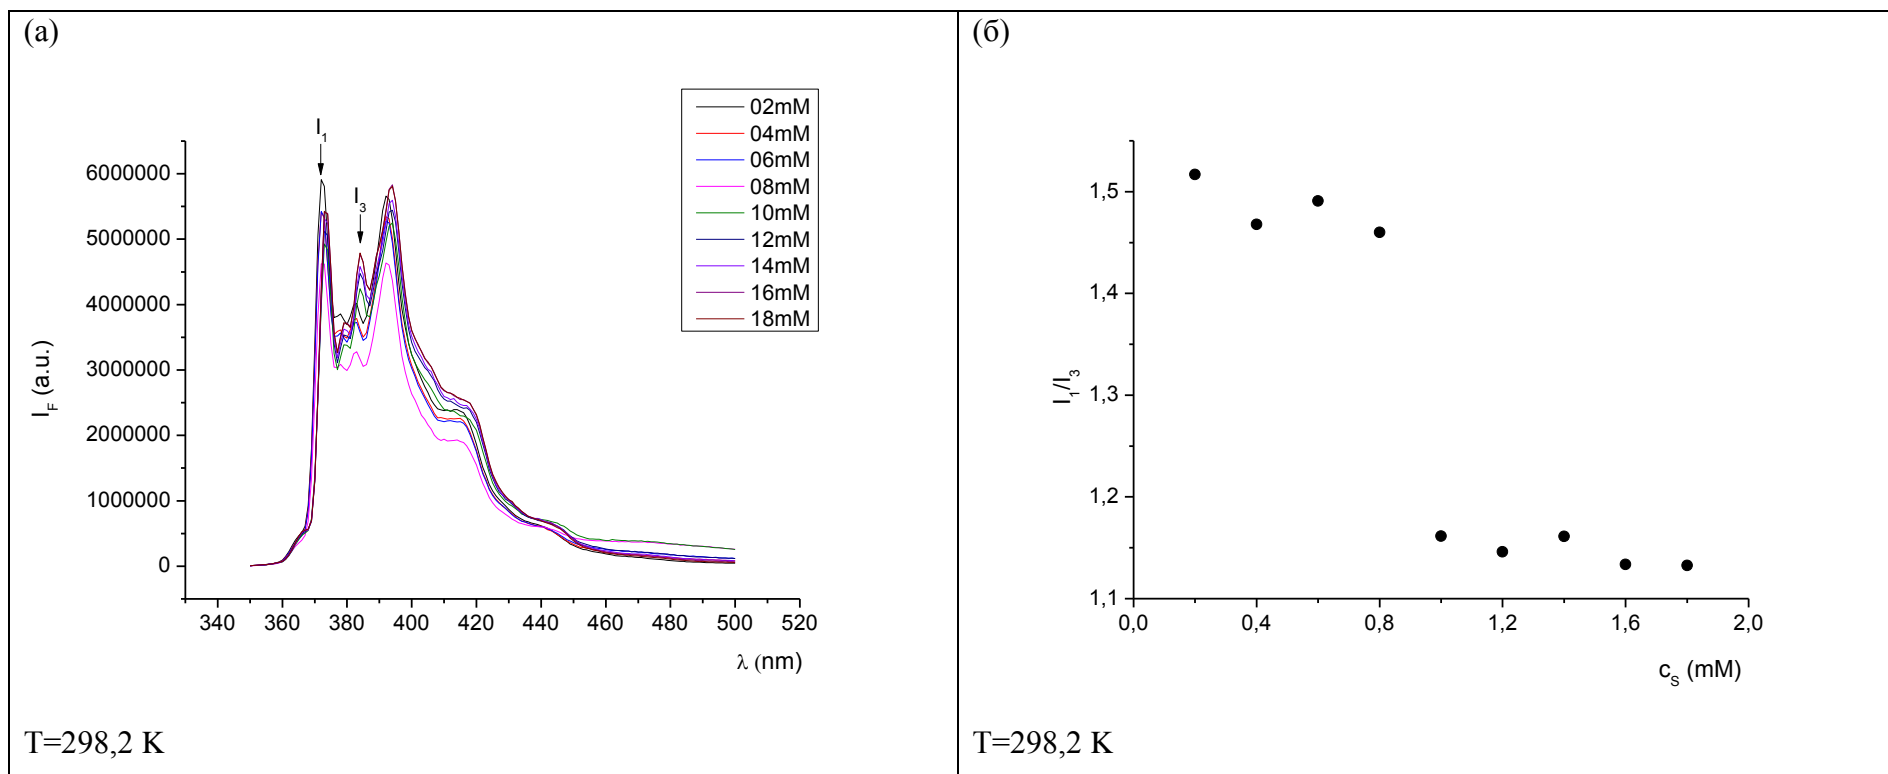 (а)
02mM
04mM
06mM
08mM
10mM
12mM
14mM
16mM
18mM
I1
I3
6000000
5000000
4000000
3000000
2000000
1000000
0
IF (a.u.)
340 360 380 400 420 440 460 480 500 520
λ (nm)
T=298,2 K
(б)
1,5
1,4
1,3
1,2
1,1
I1/I3
0,0 0,4 0,8 1,2 1,6 2,0
cS (mM)
T=298,2 K